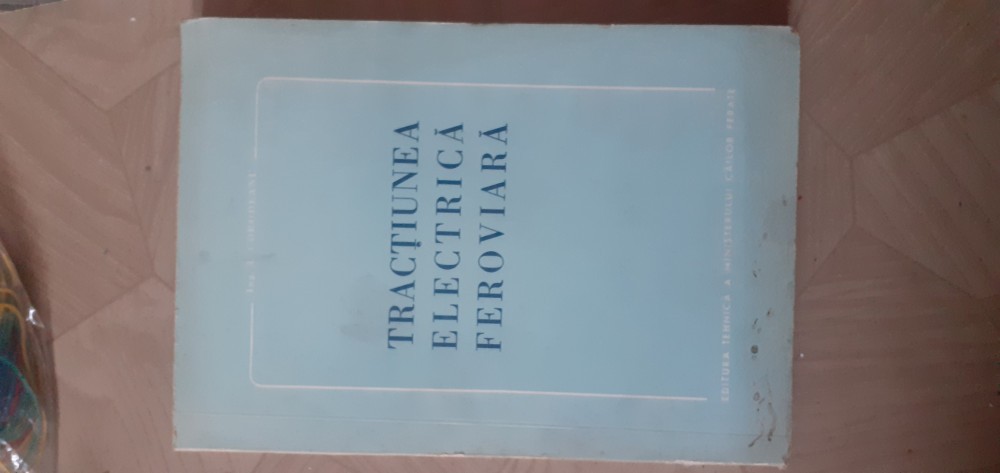 TRACȚIUNEA
ELECTRICĂ
FEROVIARĂ
EDITURA TEHNICĂ A MINISTERULUI CĂILOR FERATE